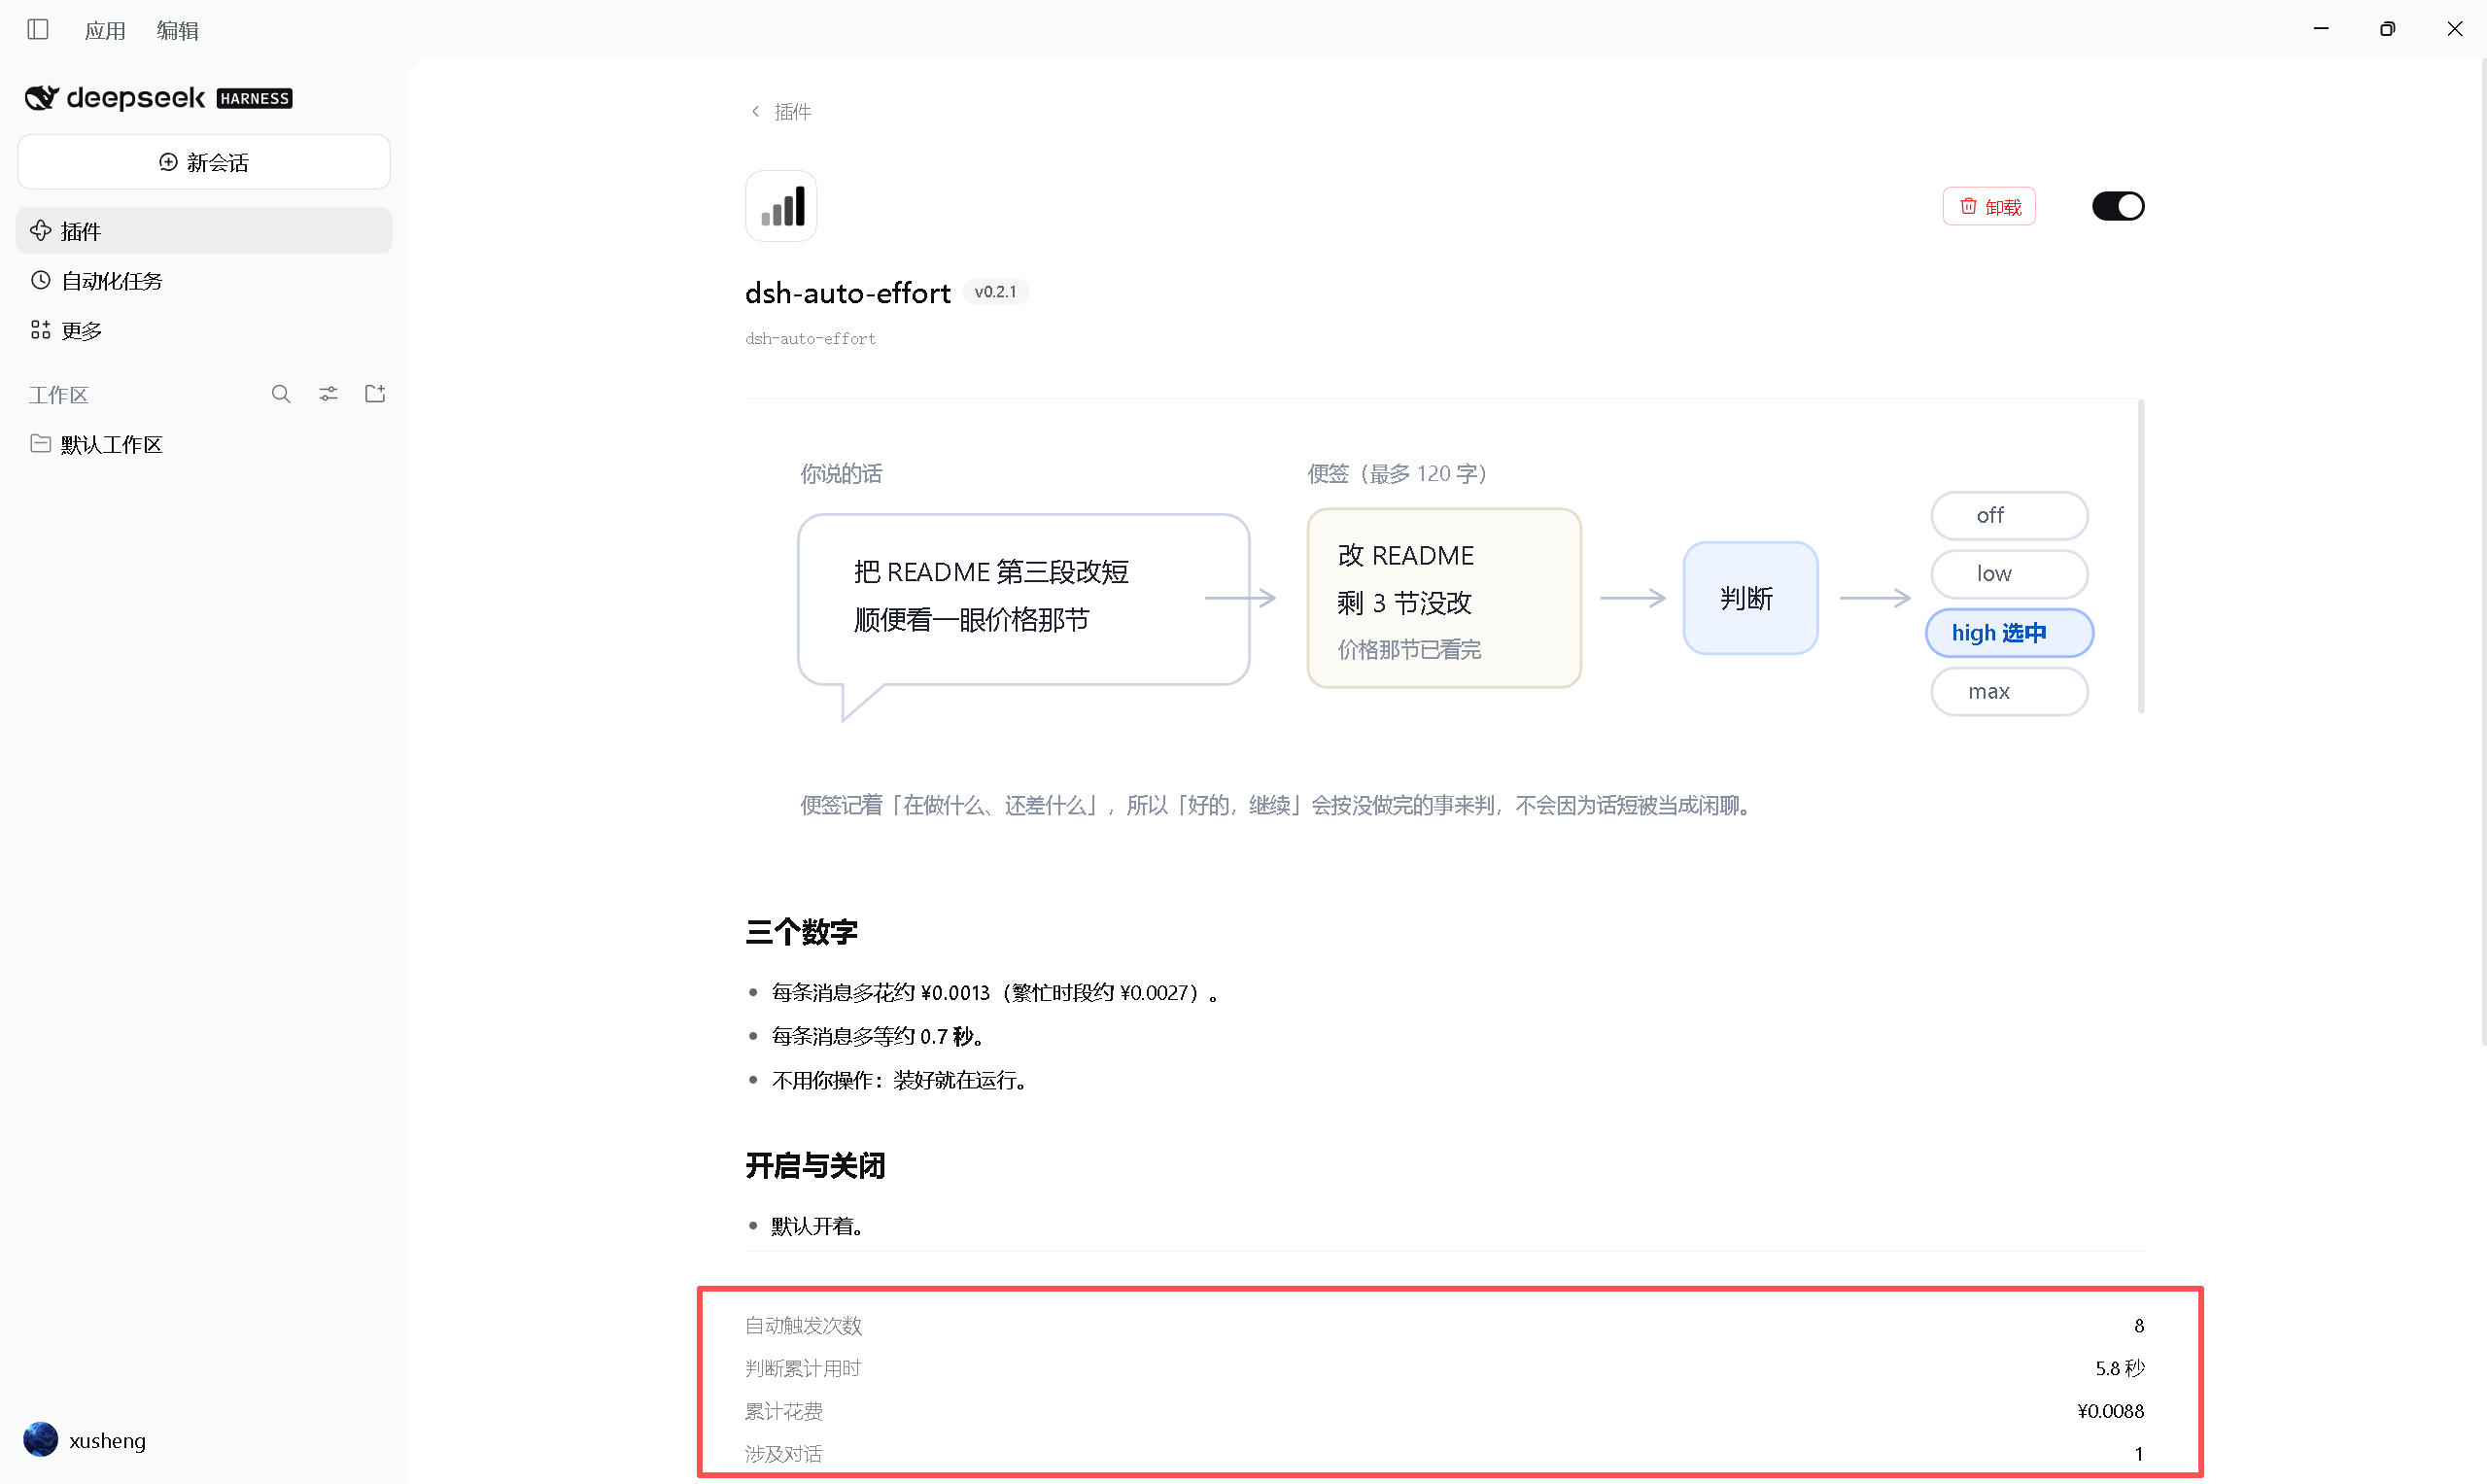 应用 编辑
deepseek HARNESS
新会话
插件
自动化任务
更多
工作区
默认工作区
xusheng
插件
卸载
dsh-auto-effort v0.2.1
dsh-auto-effort
你说的话
把 README 第三段改短
顺便看一眼价格那节
便签（最多 120 字）
改 README
剩 3 节没改
价格那节已看完
判断
off
low
high 选中
max
便签记着「在做什么、还差什么」，所以「好的，继续」会按没做完的事来判，不会因为话短被当成闲聊。
三个数字
每条消息多花约 ¥0.0013（繁忙时段约 ¥0.0027）。
每条消息多等约 0.7 秒。
不用你操作：装好就在运行。
开启与关闭
默认开着。
自动触发次数 8
判断累计用时 5.8 秒
累计花费 ¥0.0088
涉及对话 1